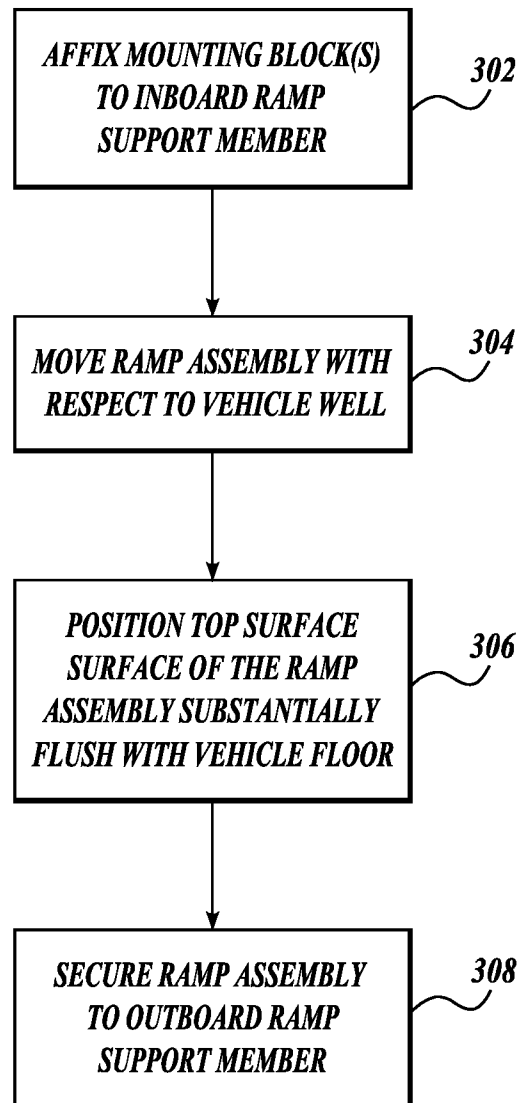 AFFIX MOUNTING BLOCK(S)
TO INBOARD RAMP
SUPPORT MEMBER
302
MOVE RAMP ASSEMBLY WITH
RESPECT TO VEHICLE WELL
304
POSITION TOP SURFACE
SURFACE OF THE RAMP
ASSEMBLY SUBSTANTIALLY
FLUSH WITH VEHICLE FLOOR
306
SECURE RAMP ASSEMBLY
TO OUTBOARD RAMP
SUPPORT MEMBER
308